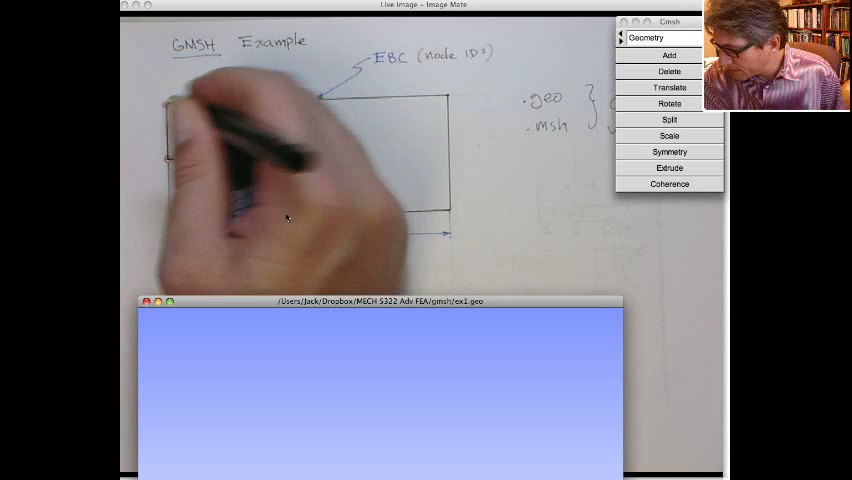 Live image - Image Mate
Gmsh
Geometry
Add
Delete
Translate
Rotate
Split
Scale
Symmetry
Extrude
Coherence
GMSH Example
EBC (node IDs)
.geo
.msh
/Users/Jack/Dropbox/MECH 5322 Adv FEA/gmsh/ex1.geo